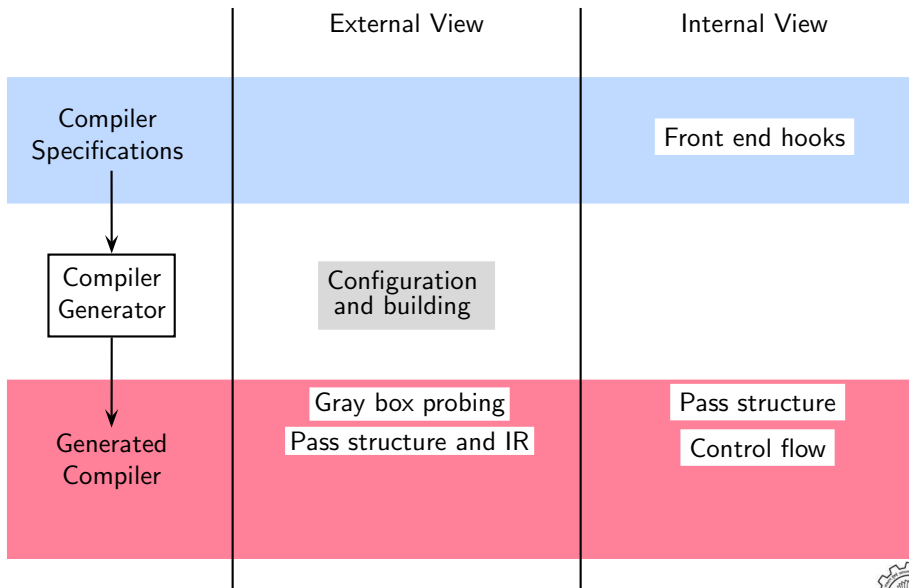 External View
Internal View
Compiler
Specifications
Front end hooks
Compiler
Generator
Configuration
and building
Gray box probing
Pass structure and IR
Pass structure
Control flow
Generated
Compiler